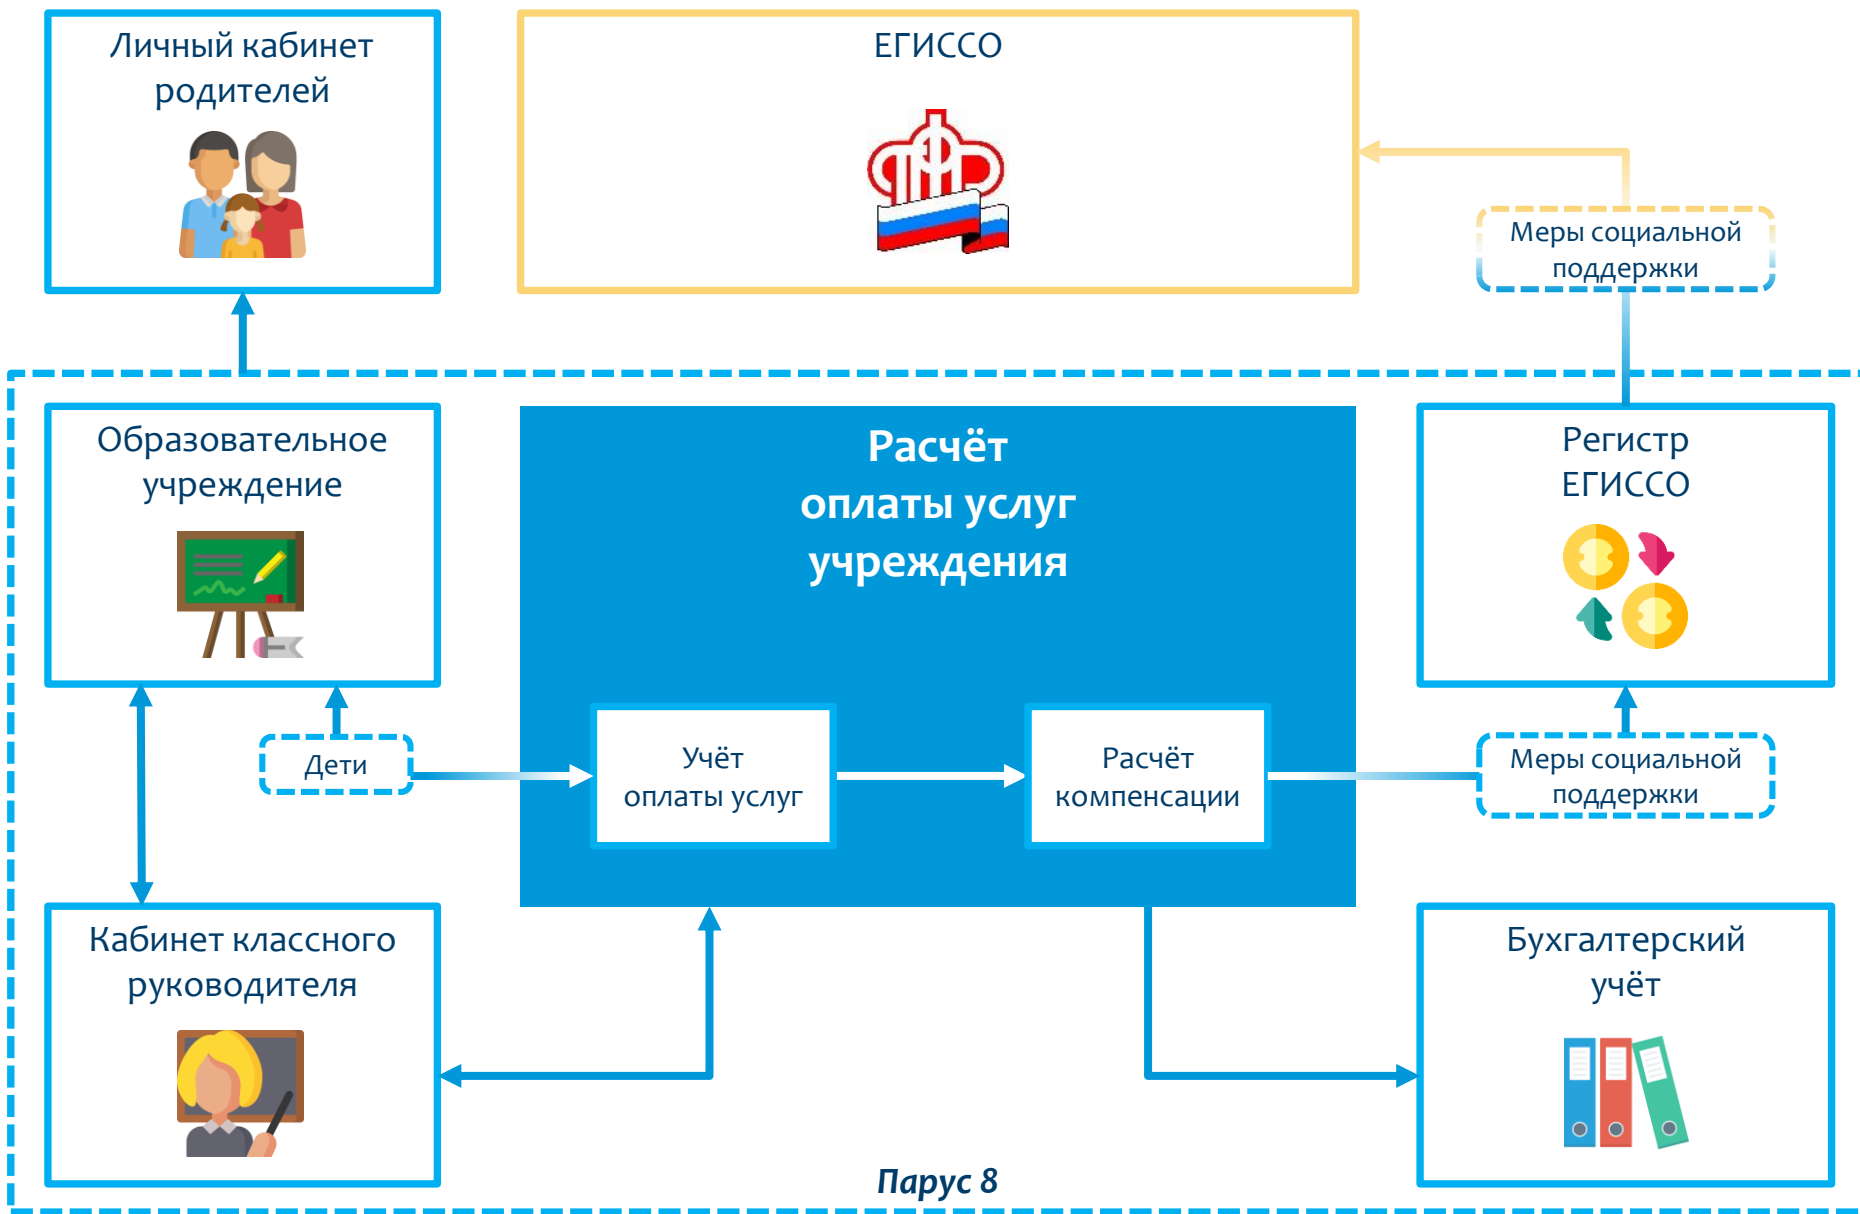 Личный кабинет
родителей
ЕГИССО
Меры социальной
поддержки
Образовательное
учреждение
Расчёт
оплаты услуг
учреждения
Регистр
ЕГИССО
Дети
Учёт
оплаты услуг
Расчёт
компенсации
Меры социальной
поддержки
Кабинет классного
руководителя
Бухгалтерский
учёт
Парус 8